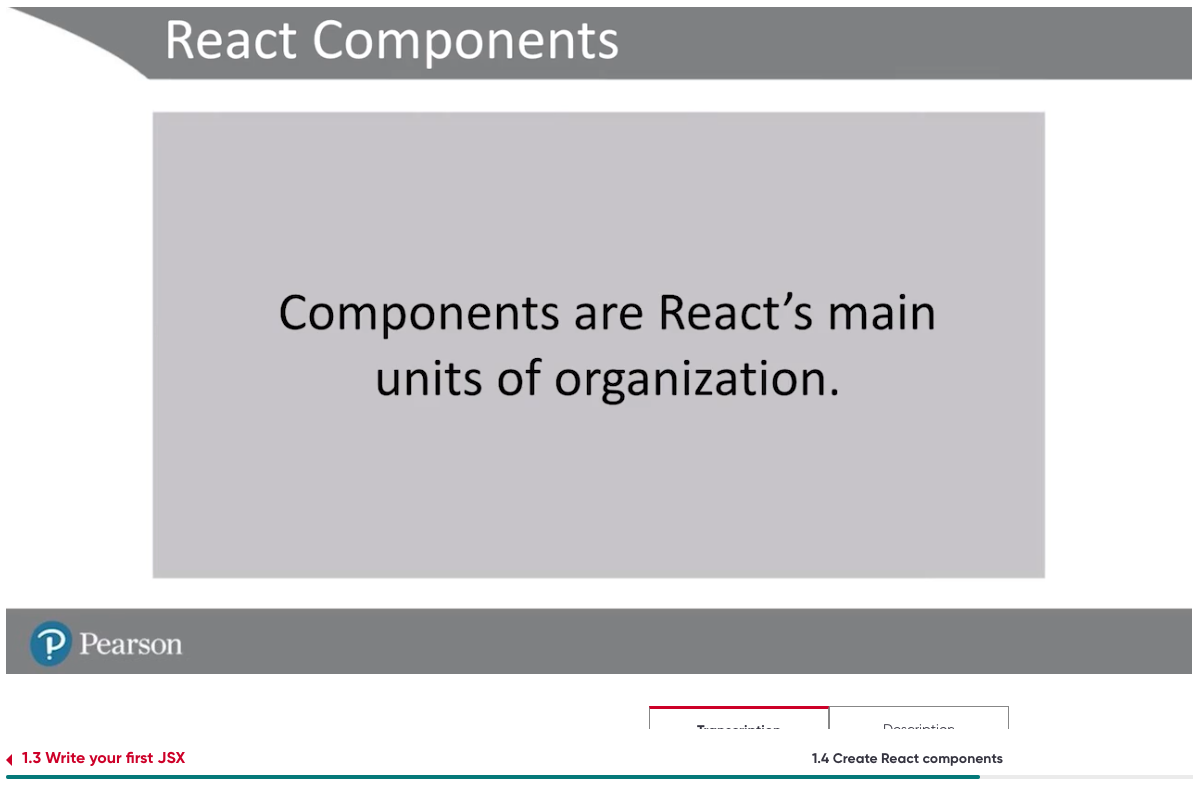 React Components
Components are React’s main
units of organization.
Pearson
Transcription
Description
1.3 Write your first JSX
1.4 Create React components